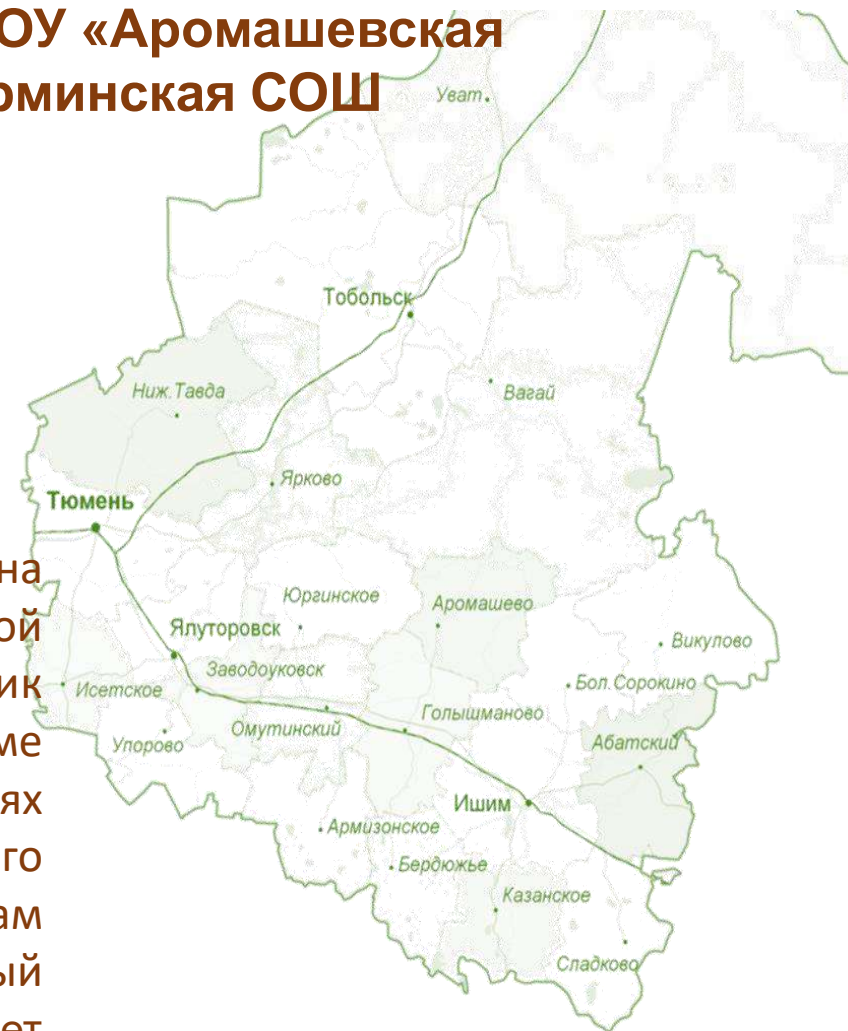 ОУ «Аромашевская
рминская СОШ
Уват
Тобольск
Ниж.Тавда
Вагай
Ярково
Тюмень
на
Юргинское
Аромашево
ой
Ялуторовск
Викулово
Заводоуковск
ик
Исетское
Бол.Сорокино
Омутинский
Голышманово
ме
Упорово
Абатский
ях
Ишим
Армизонское
го
Бердюжье
ам
Казанское
ый
Сладково
ет